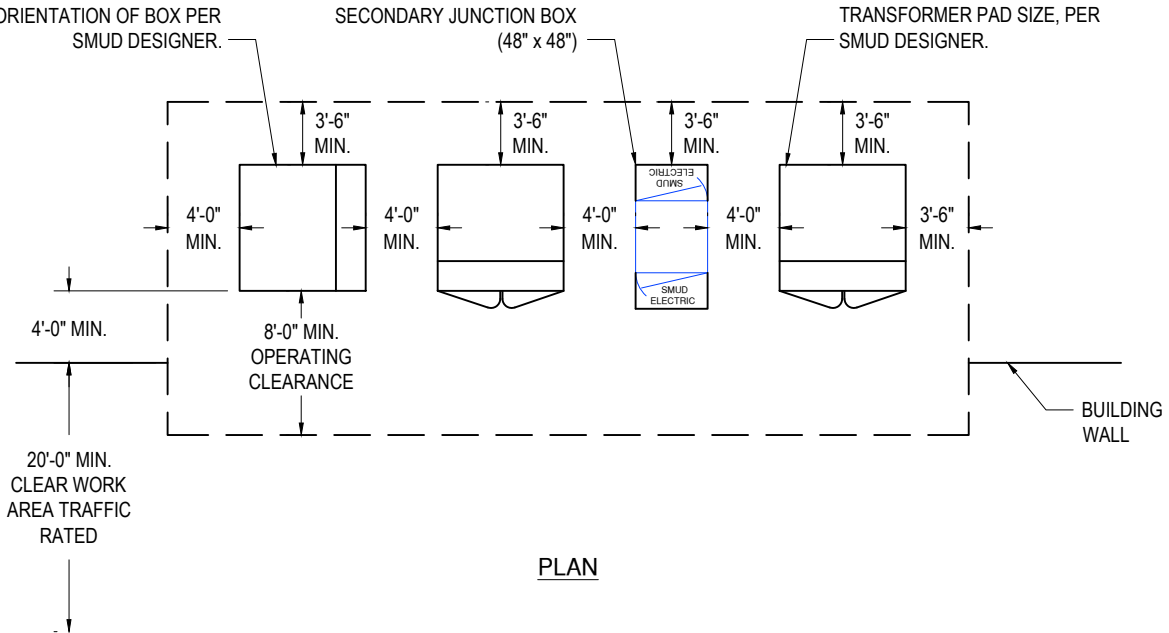 ORIENTATION OF BOX PER
SMUD DESIGNER.
SECONDARY JUNCTION BOX
(48" x 48")
TRANSFORMER PAD SIZE, PER
SMUD DESIGNER.
3'-6"
MIN.
3'-6"
MIN.
3'-6"
MIN.
3'-6"
MIN.
SMUD
ELECTRIC
4'-0"
MIN.
4'-0"
MIN.
4'-0"
MIN.
4'-0"
MIN.
3'-6"
MIN.
SMUD
ELECTRIC
4'-0" MIN.
8'-0" MIN.
OPERATING
CLEARANCE
BUILDING
WALL
20'-0" MIN.
CLEAR WORK
AREA TRAFFIC
RATED
PLAN